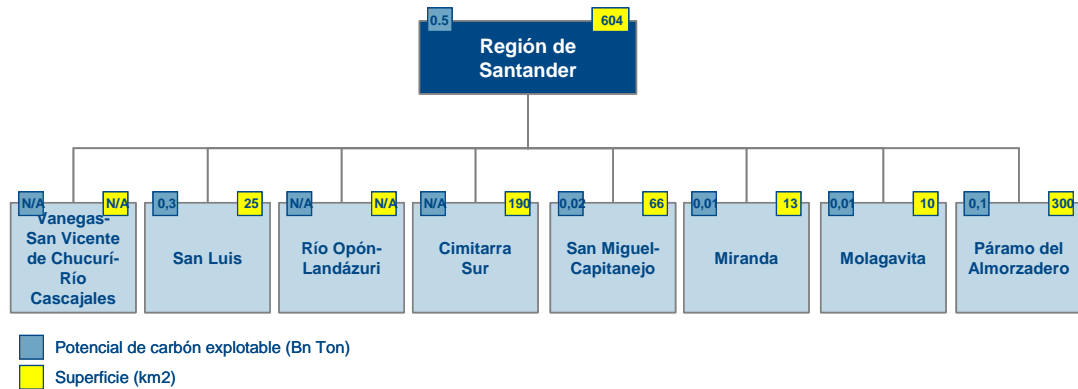 0.5
604
Región de
Santander
N/A
N/A
Vanegas-
San Vicente
de Chucurí-
Río
Cascajales
0,3
25
San Luis
N/A
N/A
Río Opón-
Landázuri
N/A
190
Cimitarra
Sur
0,02
66
San Miguel-
Capitanejo
0,01
13
Miranda
0,01
10
Molagavita
0,1
300
Páramo del
Almorzadero
Potencial de carbón explotable (Bn Ton)
Superficie (km2)